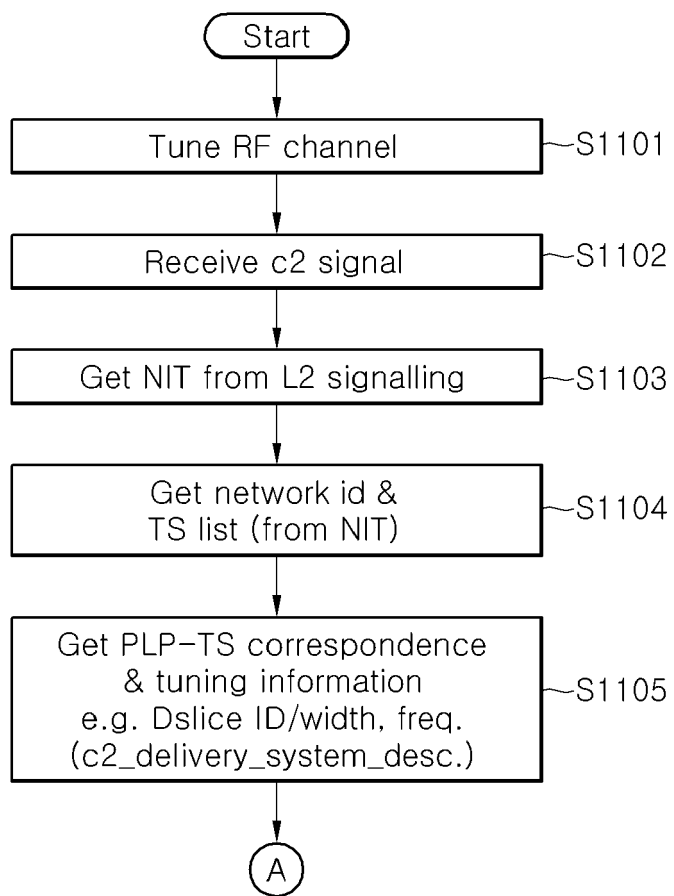 Start
Tune RF channel
S1101
Receive c2 signal
S1102
Get NIT from L2 signalling
S1103
Get network id &
TS list (from NIT)
S1104
Get PLP-TS correspondence
& tuning information
e.g. Dslice ID/width, freq.
(c2_delivery_system_desc.)
S1105
A